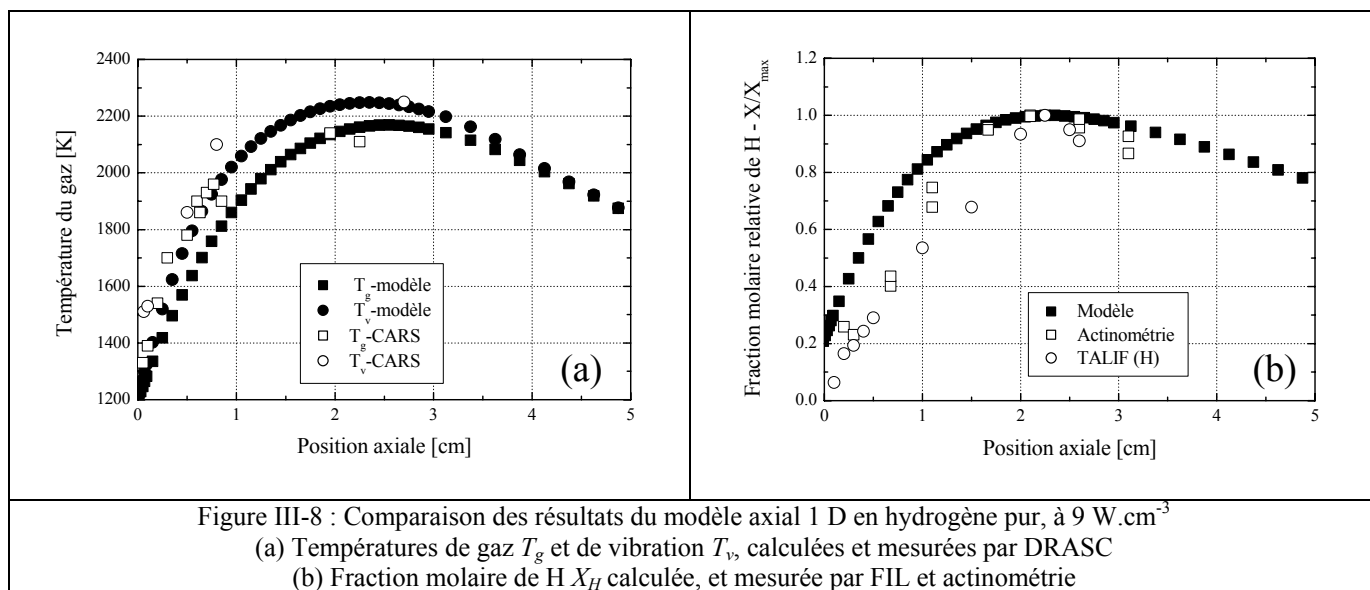 2400
2200
2000
1800
1600
1400
1200
0
1
2
3
4
5
Température du gaz [K]
Position axiale [cm]
T_g-modèle
T_v-modèle
T_g-CARS
T_v-CARS
(a)
1.2
1.0
0.8
0.6
0.4
0.2
0.0
0
1
2
3
4
5
Fraction molaire relative de H - X/X_max
Position axiale [cm]
Modèle
Actinométrie
TALIF (H)
(b)
Figure III-8 : Comparaison des résultats du modèle axial 1 D en hydrogène pur, à 9 W.cm⁻³
(a) Températures de gaz T_g et de vibration T_v, calculées et mesurées par DRASC
(b) Fraction molaire de H X_H calculée, et mesurée par FIL et actinométrie